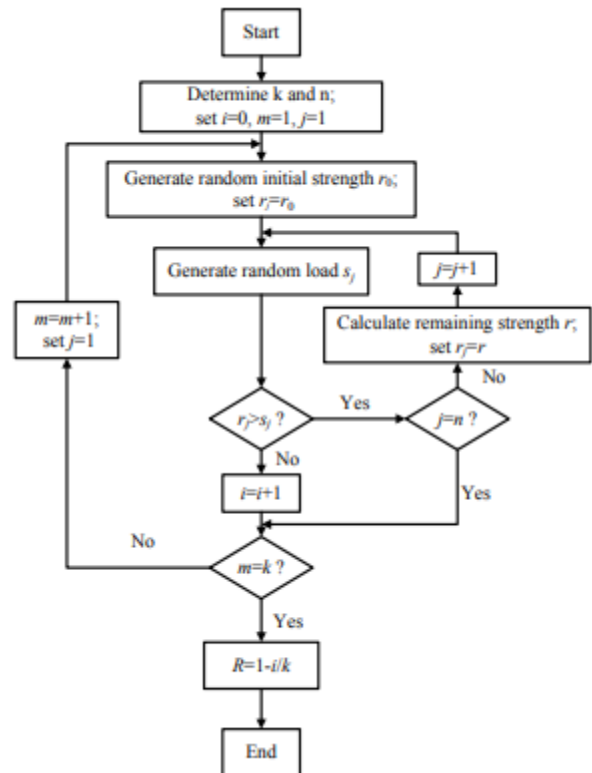 Start
Determine k and n;
set i=0, m=1, j=1
Generate random initial strength r₀;
set rⱼ=r₀
Generate random load sⱼ
j=j+1
m=m+1;
set j=1
Calculate remaining strength r;
set rⱼ=r
No
rⱼ>sⱼ ?
Yes
j=n ?
No
Yes
i=i+1
No
m=k ?
Yes
R=1-i/k
End